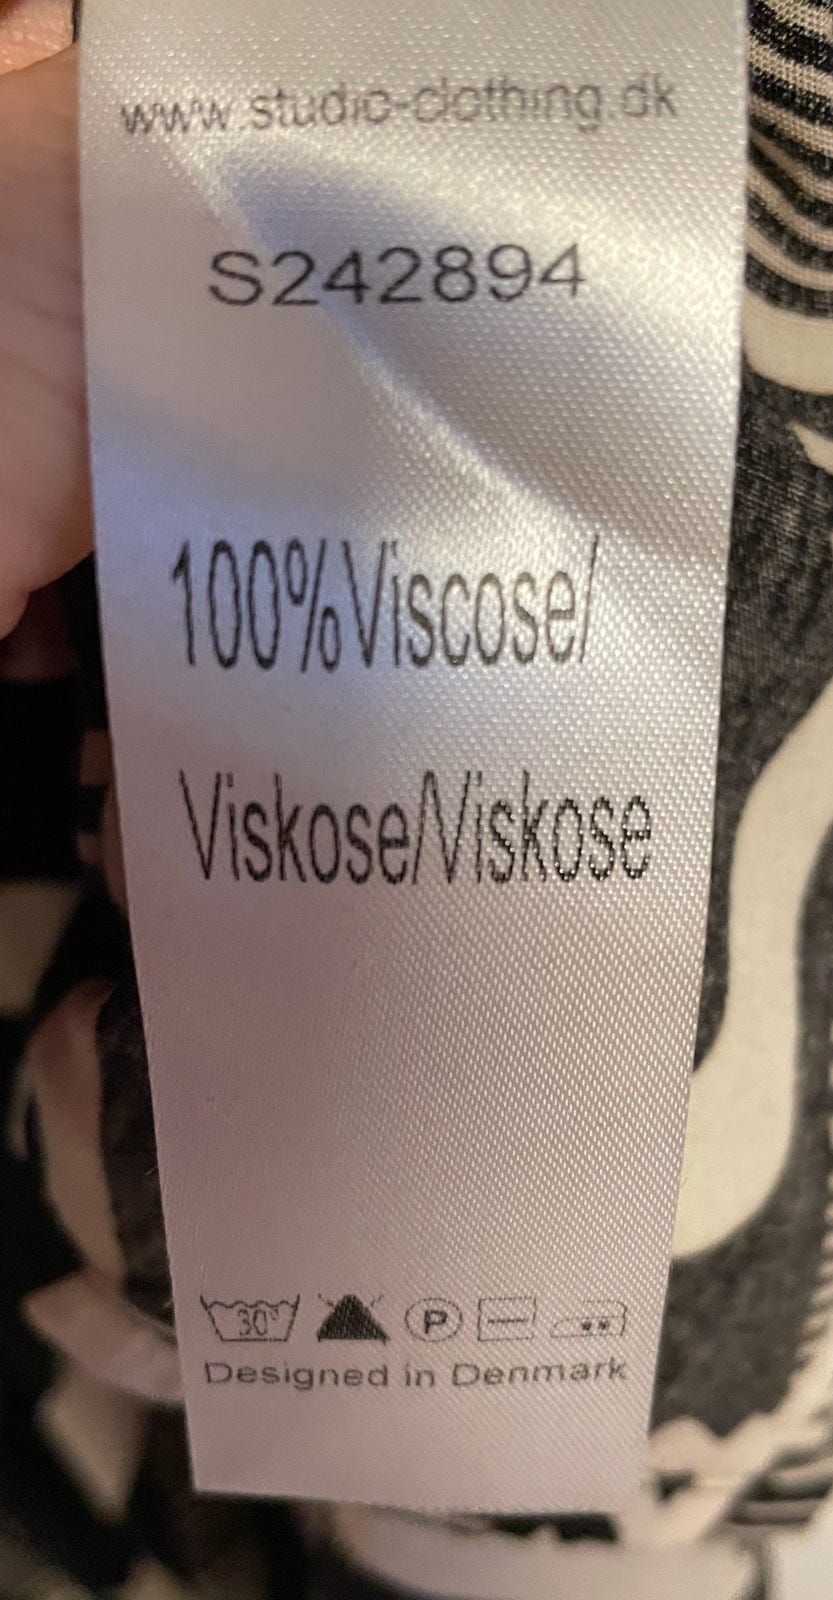 www.studio-clothing.dk
S242894
100%Viscose/
Viskose/Viskose
30° P
Designed in Denmark